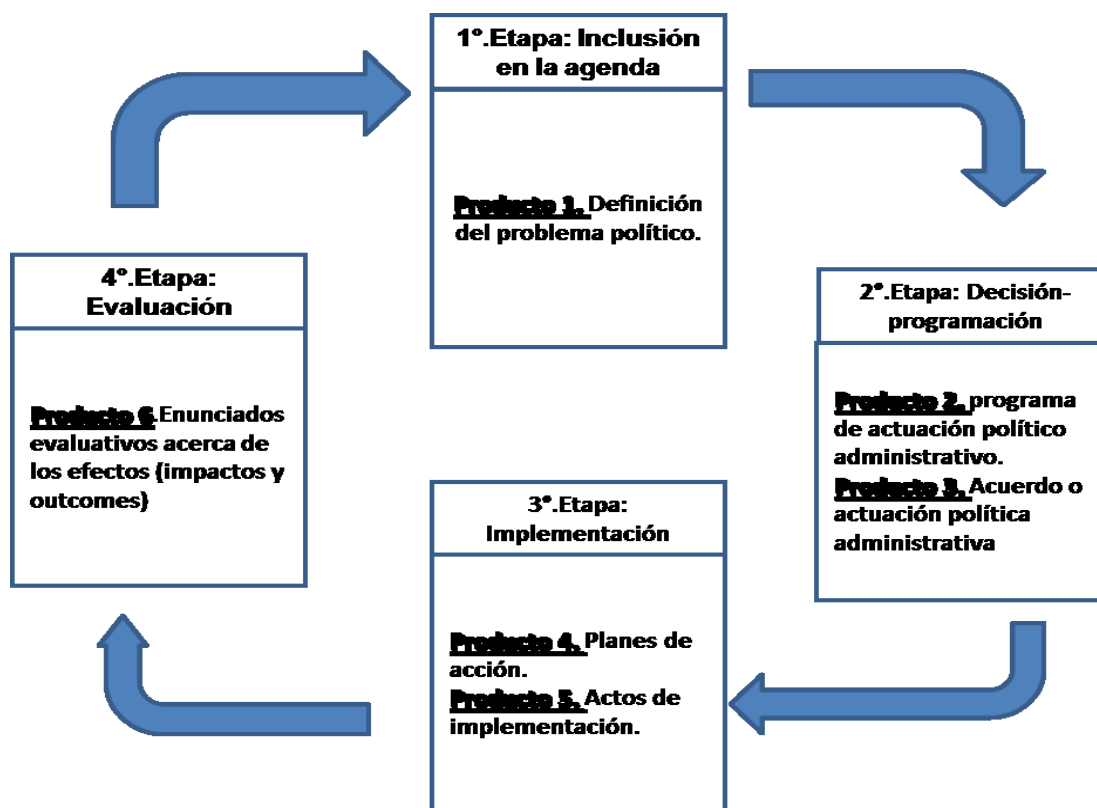 1°.Etapa: Inclusión
en la agenda
Producto 1. Definición
del problema político.
2°.Etapa: Decisión-
programación
Producto 2. programa
de actuación político
administrativo.
Producto 3. Acuerdo o
actuación política
administrativa
3°.Etapa:
Implementación
Producto 4. Planes de
acción.
Producto 5. Actos de
implementación.
4°.Etapa:
Evaluación
Producto 6.Enunciados
evaluativos acerca de
los efectos (impactos y
outcomes)